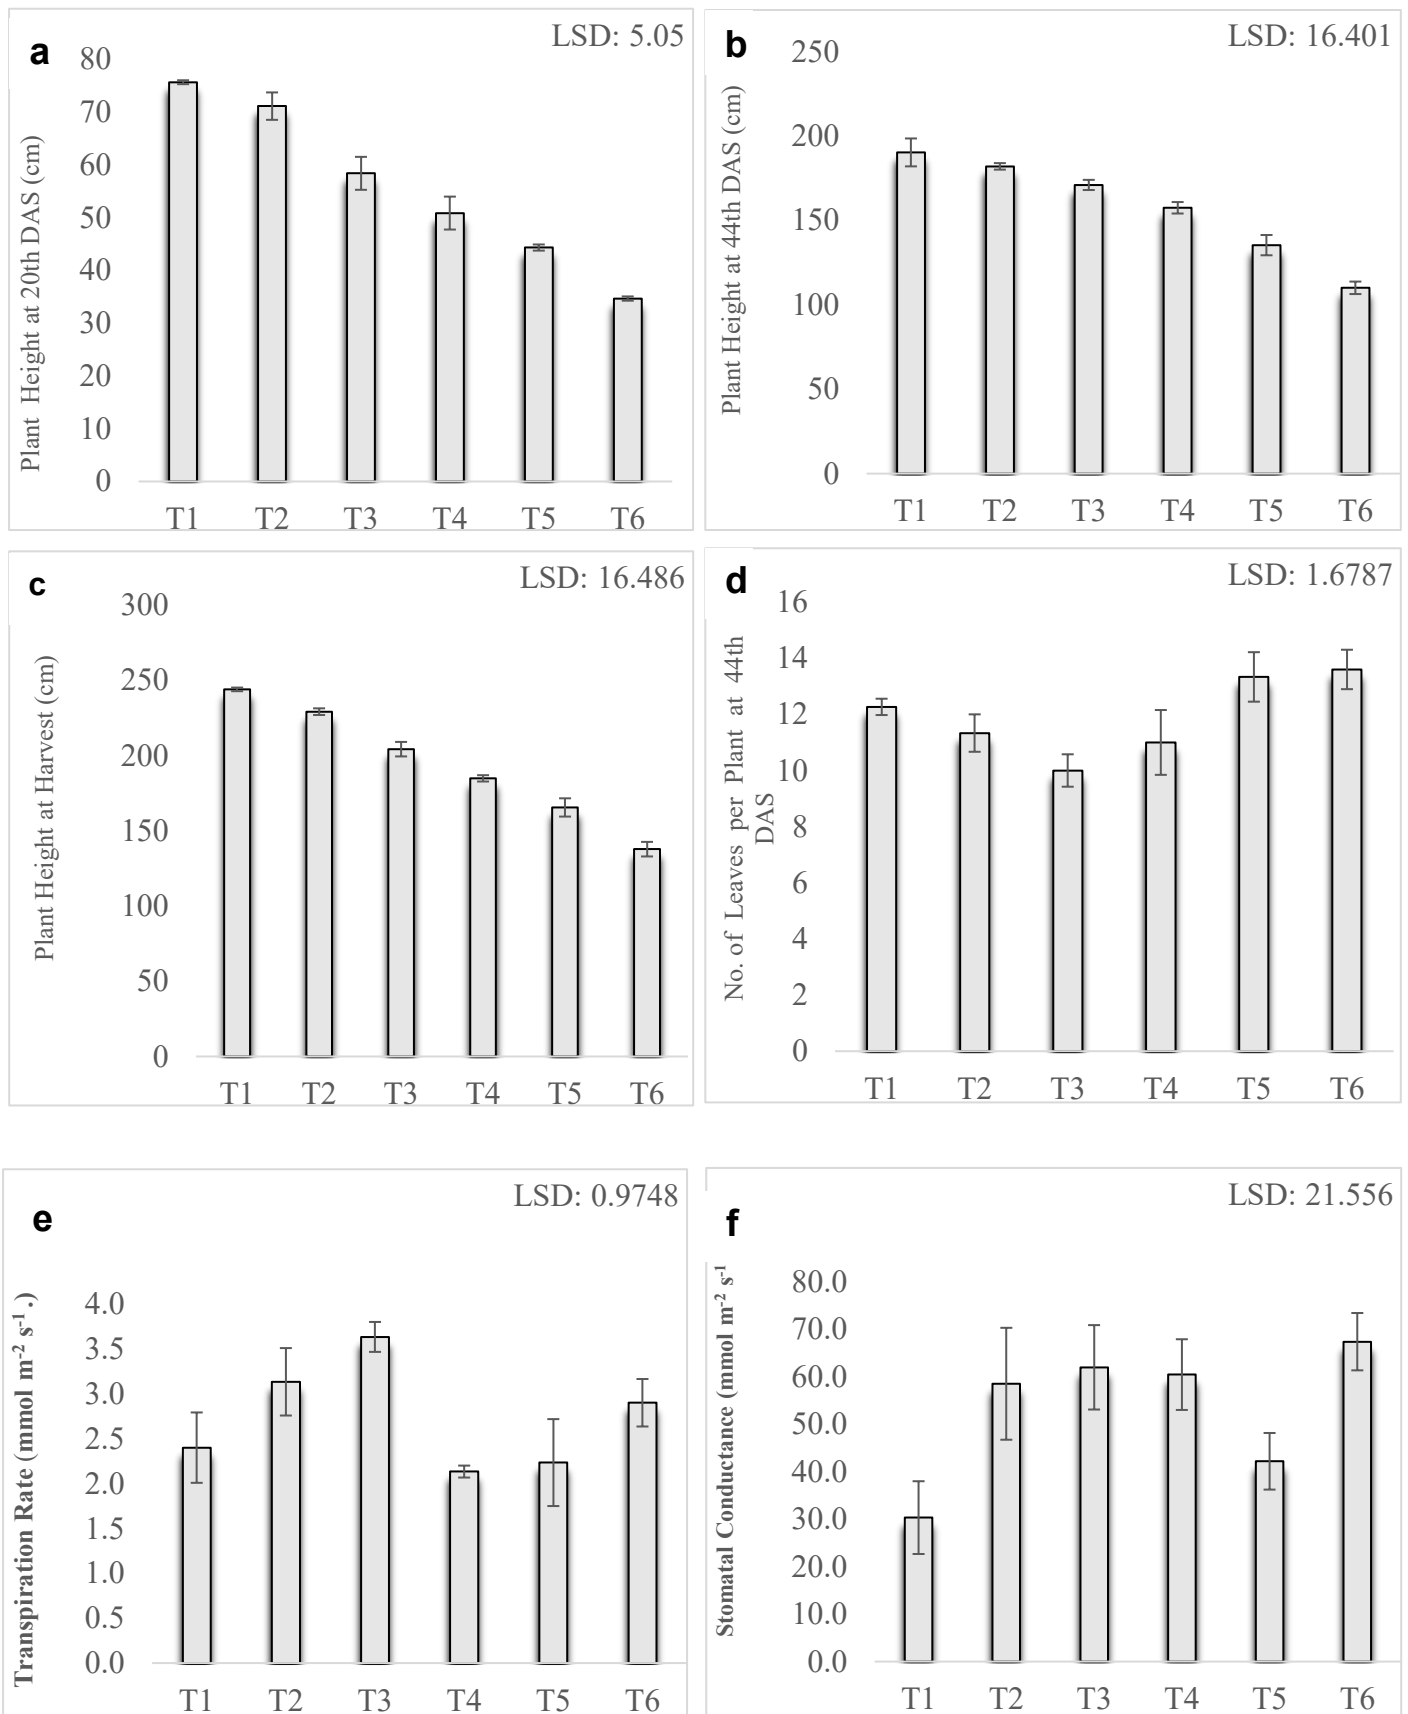 a
LSD: 5.05
Plant Height at 20th DAS (cm)
80
70
60
50
40
30
20
10
0
T1 T2 T3 T4 T5 T6
b
LSD: 16.401
Plant Height at 44th DAS (cm)
250
200
150
100
50
0
T1 T2 T3 T4 T5 T6
c
LSD: 16.486
Plant Height at Harvest (cm)
300
250
200
150
100
50
0
T1 T2 T3 T4 T5 T6
d
LSD: 1.6787
No. of Leaves per Plant at 44th
DAS
16
14
12
10
8
6
4
2
0
T1 T2 T3 T4 T5 T6
e
LSD: 0.9748
Transpiration Rate (mmol m⁻² s⁻¹ .)
4.0
3.5
3.0
2.5
2.0
1.5
1.0
0.5
0.0
T1 T2 T3 T4 T5 T6
f
LSD: 21.556
Stomatal Conductance (mmol m⁻² s⁻¹
80.0
70.0
60.0
50.0
40.0
30.0
20.0
10.0
0.0
T1 T2 T3 T4 T5 T6